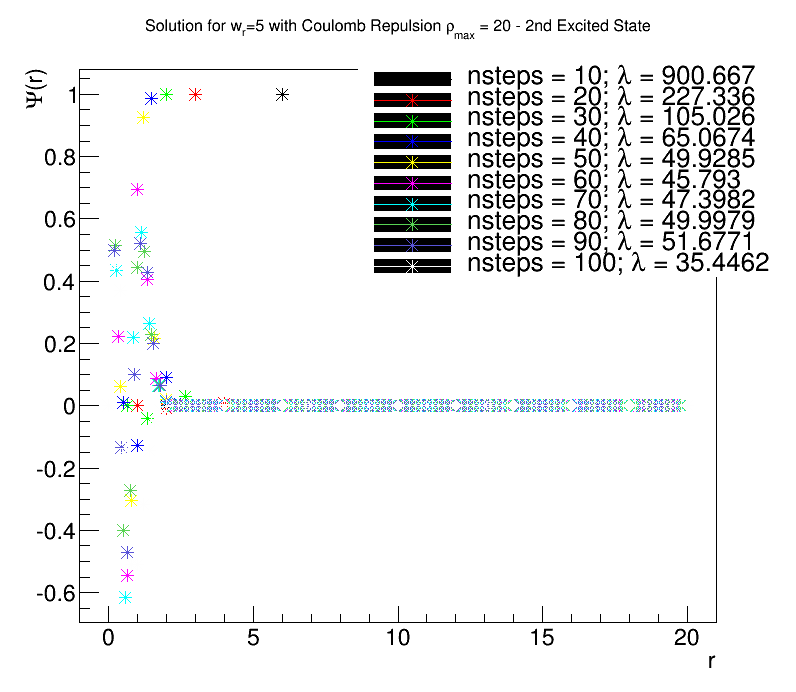 Solution for wr=5 with Coulomb Repulsion ρmax = 20 - 2nd Excited State
Ψ(r)
nsteps = 10; λ = 900.667
nsteps = 20; λ = 227.336
nsteps = 30; λ = 105.026
nsteps = 40; λ = 65.0674
nsteps = 50; λ = 49.9285
nsteps = 60; λ = 45.793
nsteps = 70; λ = 47.3982
nsteps = 80; λ = 49.9979
nsteps = 90; λ = 51.6771
nsteps = 100; λ = 35.4462
1
0.8
0.6
0.4
0.2
0
-0.2
-0.4
-0.6
0 5 10 15 20
r